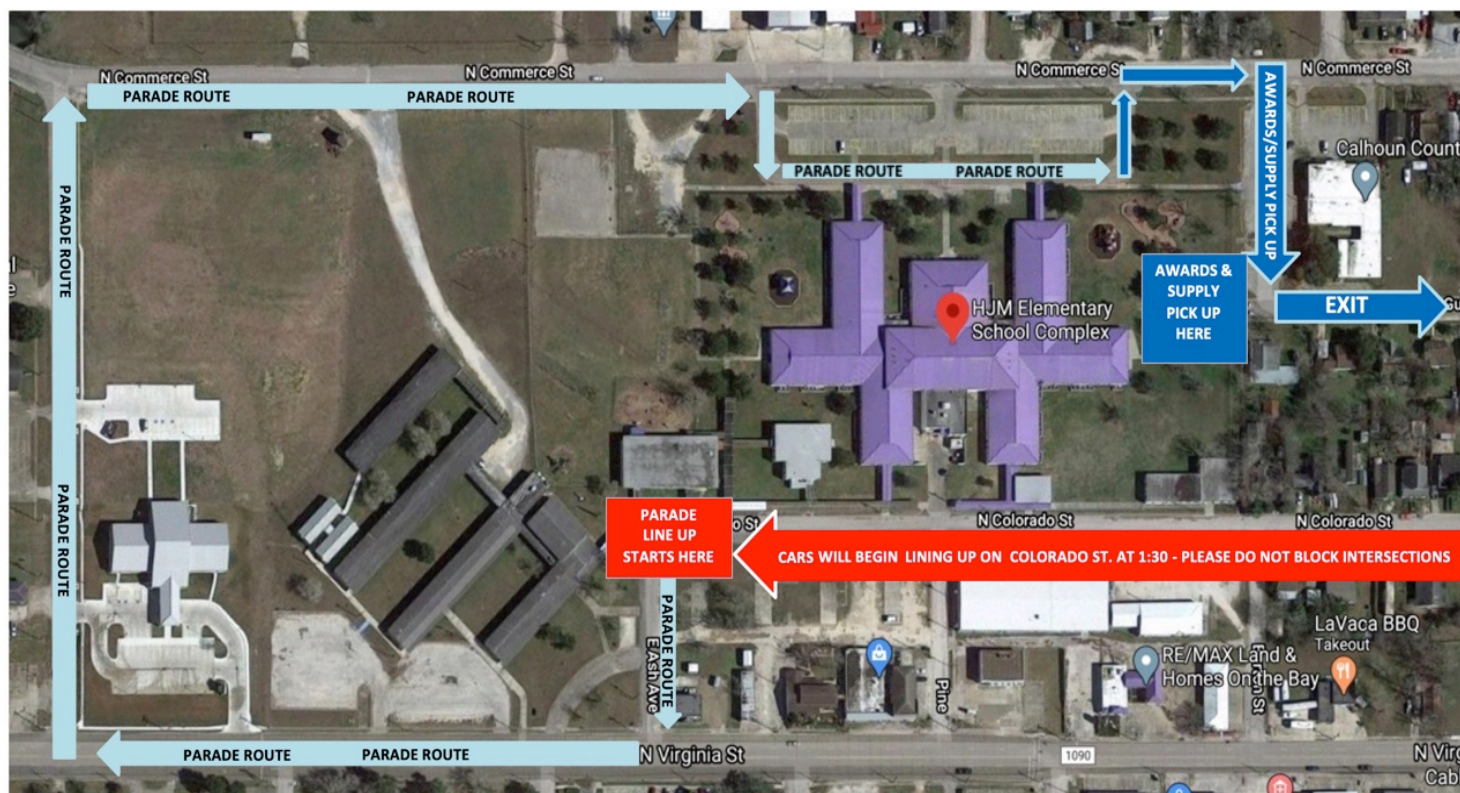 N Commerce St
N Commerce St
N Commerce St
N Commerce St
PARADE ROUTE
PARADE ROUTE
AWARDS/SUPPLY PICK UP
Calhoun Count
PARADE ROUTE
PARADE ROUTE
PARADE ROUTE
AWARDS &
SUPPLY
PICK UP
HERE
EXIT
HJM Elementary
School Complex
PARADE ROUTE
PARADE
LINE UP
STARTS HERE
o St
N Colorado St
N Colorado St
CARS WILL BEGIN LINING UP ON COLORADO ST. AT 1:30 - PLEASE DO NOT BLOCK INTERSECTIONS
PARADE ROUTE
E Ash Ave
Pine
LaVaca BBQ
Takeout
RE/MAX Land &
Homes On the Bay
PARADE ROUTE
PARADE ROUTE
N Virginia St
1090
N Virg
Cab